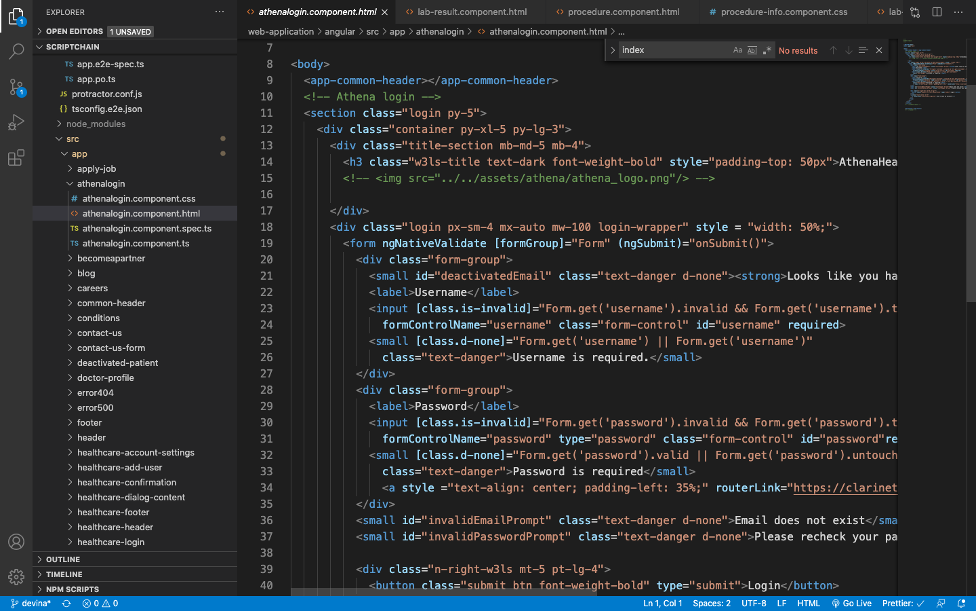 EXPLORER
OPEN EDITORS 1 UNSAVED
SCRIPTCHAIN
TS app.e2e-spec.ts
TS app.po.ts
JS protractor.conf.js
{ } tsconfig.e2e.json
node_modules
src
app
apply-job
athenalogin
# athenalogin.component.css
<> athenalogin.component.html
TS athenalogin.component.spec.ts
TS athenalogin.component.ts
becomeapartner
blog
careers
common-header
conditions
contact-us
contact-us-form
deactivated-patient
doctor-profile
error404
error500
footer
header
healthcare-account-settings
healthcare-add-user
healthcare-confirmation
healthcare-dialog-content
healthcare-footer
healthcare-header
healthcare-login
OUTLINE
TIMELINE
NPM SCRIPTS
1
1
<> athenalogin.component.html
<> lab-result.component.html
<> procedure.component.html
# procedure-info.component.css
<> lab-
web-application > angular > src > app > athenalogin > <> athenalogin.component.html > ...
index Aa Abl .* No results
7
8 <body>
9 <app-common-header></app-common-header>
10 <!-- Athena login -->
11 <section class="login py-5">
12 <div class="container py-xl-5 py-lg-3">
13 <div class="title-section mb-md-5 mb-4">
14 <h3 class="w3ls-title text-dark font-weight-bold" style="padding-top: 50px">AthenaHea
15 <!-- <img src="../../assets/athena/athena_logo.png"/> -->
16
17 </div>
18 <div class="login px-sm-4 mx-auto mw-100 login-wrapper" style = "width: 50%;">
19 <form ngNativeValidate [formGroup]="Form" (ngSubmit)="onSubmit()">
20 <div class="form-group">
21 <small id="deactivatedEmail" class="text-danger d-none"><strong>Looks like you ha
22 <label>Username</label>
23 <input [class.is-invalid]="Form.get('username').invalid && Form.get('username').t
24 formControlName="username" class="form-control" id="username" required>
25 <small [class.d-none]="Form.get('username') || Form.get('username')"
26 class="text-danger">Username is required.</small>
27 </div>
28 <div class="form-group">
29 <label>Password</label>
30 <input [class.is-invalid]="Form.get('password').invalid && Form.get('password').t
31 formControlName="password" type="password" class="form-control" id="password"re
32 <small [class.d-none]="Form.get('password').valid || Form.get('password').untouch
33 class="text-danger">Password is required</small>
34 <a style ="text-align: center; padding-left: 35%;" routerLink="https://clarinet
35 </div>
36 <small id="invalidEmailPrompt" class="text-danger d-none">Email does not exist</sma
37 <small id="invalidPasswordPrompt" class="text-danger d-none">Please recheck your pa
38
39 <div class="n-right-w3ls mt-5 pt-lg-4">
40 <button class="submit btn font-weight-bold" type="submit">Login</button>
devina* 0 0 Ln 1, Col 1 Spaces: 2 UTF-8 LF HTML Go Live Prettier: ✓